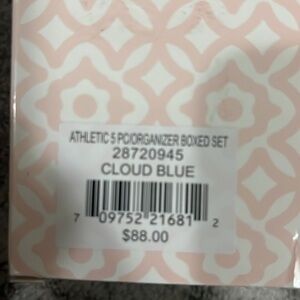 ATHLETIC 5 PC/ORGANIZER BOXED SET
28720945
CLOUD BLUE
7 09752 21681 2
$88.00